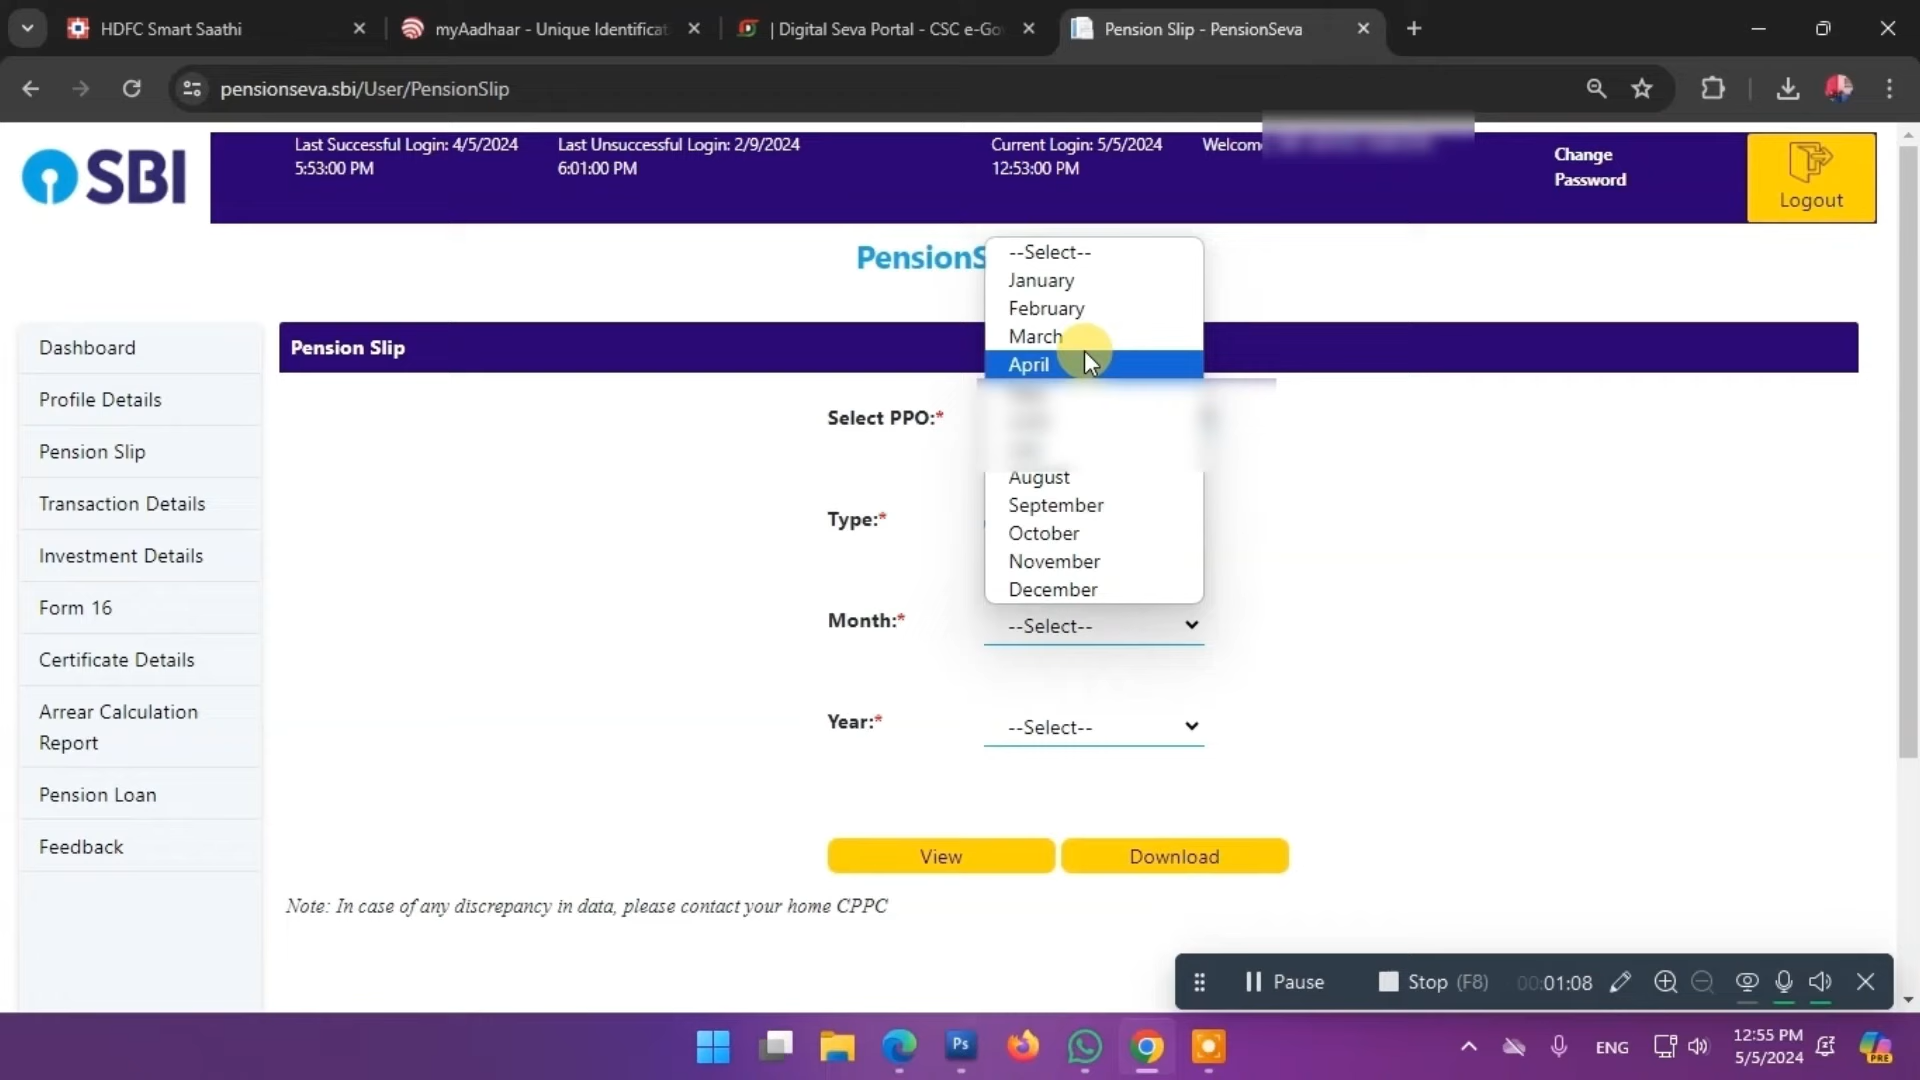 HDFC Smart Saathi
myAadhaar - Unique Identificat
| Digital Seva Portal - CSC e-Go
Pension Slip - PensionSeva
pensionseva.sbi/User/PensionSlip
SBI
Last Successful Login: 4/5/2024
5:53:00 PM
Last Unsuccessful Login: 2/9/2024
6:01:00 PM
Current Login: 5/5/2024
12:53:00 PM
Welcom
Change
Password
Logout
PensionS
Dashboard
Profile Details
Pension Slip
Transaction Details
Investment Details
Form 16
Certificate Details
Arrear Calculation
Report
Pension Loan
Feedback
Pension Slip
Select PPO:*
Type:*
Month:*
Year:*
--Select--
January
February
March
April
August
September
October
November
December
--Select--
--Select--
View
Download
Note: In case of any discrepancy in data, please contact your home CPPC
Pause
Stop (F8)
00:01:08
Ps
ENG
12:55 PM
5/5/2024
PRE